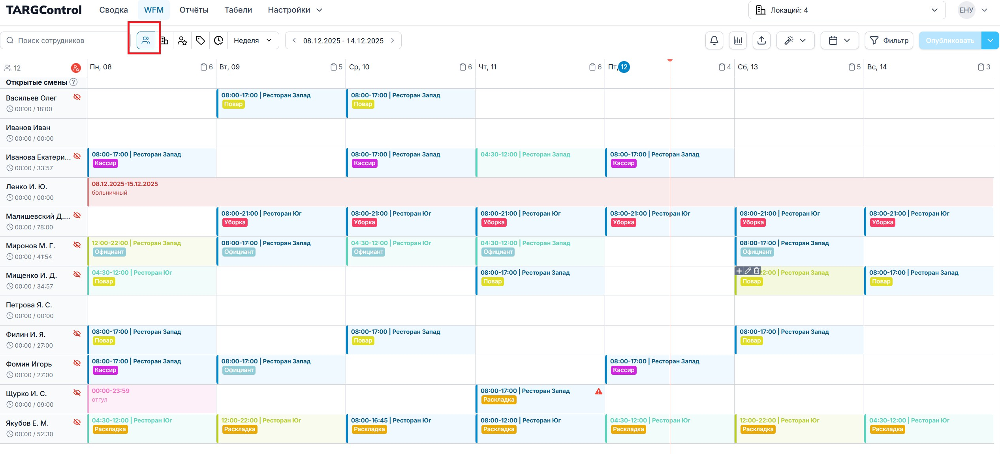 TARGControl Сводка WFM Отчёты Табели Настройки Локаций: 4 ЕНУ
Поиск сотрудников Неделя 08.12.2025 - 14.12.2025 Фильтр Опубликовать
12 Пн, 08 6 Вт, 09 5 Ср, 10 6 Чт, 11 6 Пт, 12 4 Сб, 13 5 Вс, 14 3
Открытые смены ?
Васильев Олег 08:00-17:00 | Ресторан Запад 08:00-17:00 | Ресторан Запад
Повар Повар
00:00 / 18:00
Иванов Иван
00:00 / 00:00
Иванова Екатери... 08:00-17:00 | Ресторан Запад 08:00-17:00 | Ресторан Запад 04:30-12:00 | Ресторан Запад 08:00-17:00 | Ресторан Запад
Кассир Кассир Кассир
00:00 / 33:57
Ленко И. Ю. 08.12.2025-15.12.2025
больничный
00:00 / 00:00
Малишевский Д.... 08:00-21:00 | Ресторан Юг 08:00-21:00 | Ресторан Юг 08:00-21:00 | Ресторан Юг 08:00-21:00 | Ресторан Юг 08:00-21:00 | Ресторан Юг 08:00-21:00 | Ресторан Юг
Уборка Уборка Уборка Уборка Уборка Уборка
00:00 / 78:00
Миронов М. Г. 12:00-22:00 | Ресторан Запад 08:00-17:00 | Ресторан Запад 04:30-12:00 | Ресторан Юг 04:30-12:00 | Ресторан Запад 08:00-17:00 | Ресторан Запад
Официант Официант Официант Официант Официант
00:00 / 41:54
Мищенко И. Д. 04:30-12:00 | Ресторан Юг 08:00-17:00 | Ресторан Запад 22:00 | Ресторан Запад 08:00-17:00 | Ресторан Запад
Повар Повар Повар Повар
00:00 / 34:57
Петрова Я. С.
00:00 / 00:00
Филин И. Я. 08:00-17:00 | Ресторан Запад 08:00-17:00 | Ресторан Запад 08:00-17:00 | Ресторан Запад
Повар Повар Повар
00:00 / 27:00
Фомин Игорь 08:00-17:00 | Ресторан Запад 08:00-17:00 | Ресторан Запад 08:00-17:00 | Ресторан Запад
Кассир Официант Кассир
00:00 / 27:00
Щурко И. С. 00:00-23:59 08:00-17:00 | Ресторан Запад
отгул Раскладка
00:00 / 09:00
Якубов Е. М. 04:30-12:00 | Ресторан Юг 12:00-22:00 | Ресторан Юг 08:00-16:45 | Ресторан Юг 08:00-12:00 | Ресторан Юг 04:30-12:00 | Ресторан Юг 12:00-22:00 | Ресторан Юг 04:30-12:00 | Ресторан Юг
Раскладка Раскладка Раскладка Раскладка Раскладка Раскладка Раскладка
00:00 / 52:30